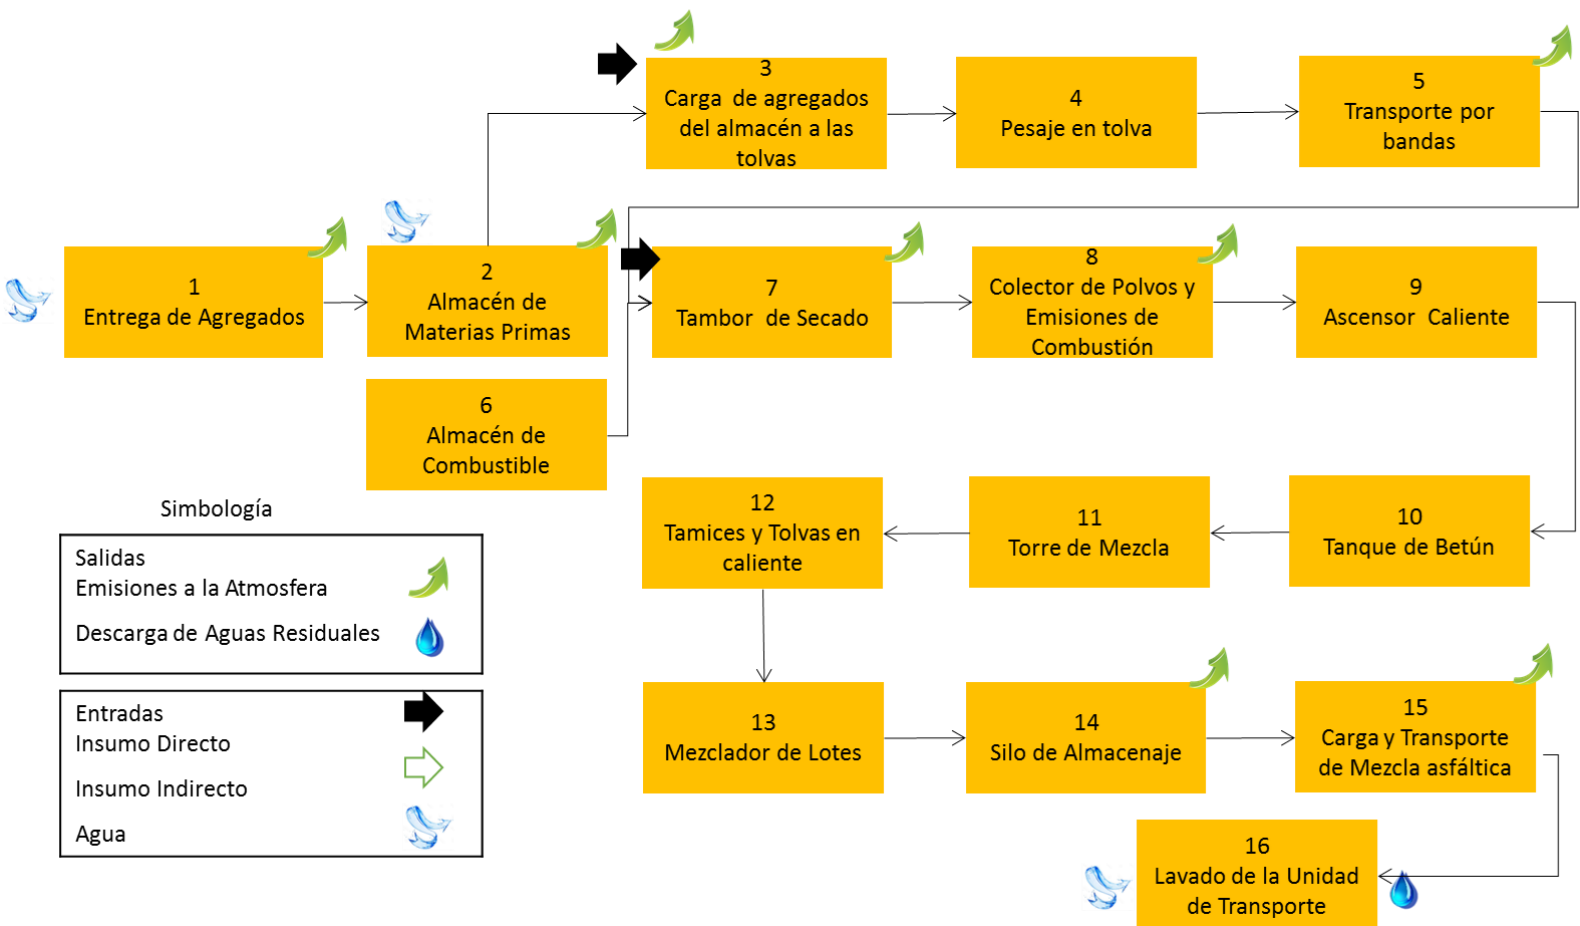 3
Carga de agregados
del almacén a las
tolvas
4
Pesaje en tolva
5
Transporte por
bandas
1
Entrega de Agregados
2
Almacén de
Materias Primas
7
Tambor de Secado
8
Colector de Polvos y
Emisiones de
Combustión
9
Ascensor Caliente
6
Almacén de
Combustible
12
Tamices y Tolvas en
caliente
11
Torre de Mezcla
10
Tanque de Betún
Simbología
Salidas
Emisiones a la Atmosfera
Descarga de Aguas Residuales
Entradas
Insumo Directo
Insumo Indirecto
Agua
13
Mezclador de Lotes
14
Silo de Almacenaje
15
Carga y Transporte
de Mezcla asfáltica
16
Lavado de la Unidad
de Transporte